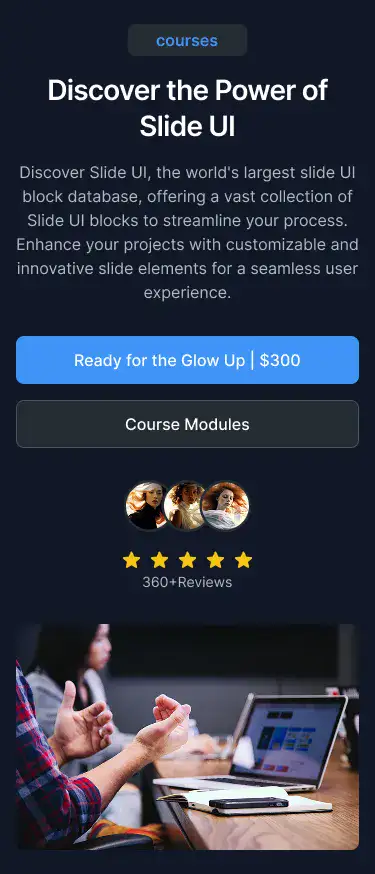 courses
Discover the Power of
Slide UI
Discover Slide UI, the world's largest slide UI
block database, offering a vast collection of
Slide UI blocks to streamline your process.
Enhance your projects with customizable and
innovative slide elements for a seamless user
experience.
Ready for the Glow Up | $300
Course Modules
360+Reviews